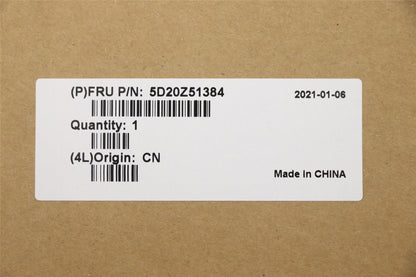 (P)FRU P/N: 5D20Z51384
2021-01-06
Quantity: 1
(4L)Origin: CN
Made In CHINA